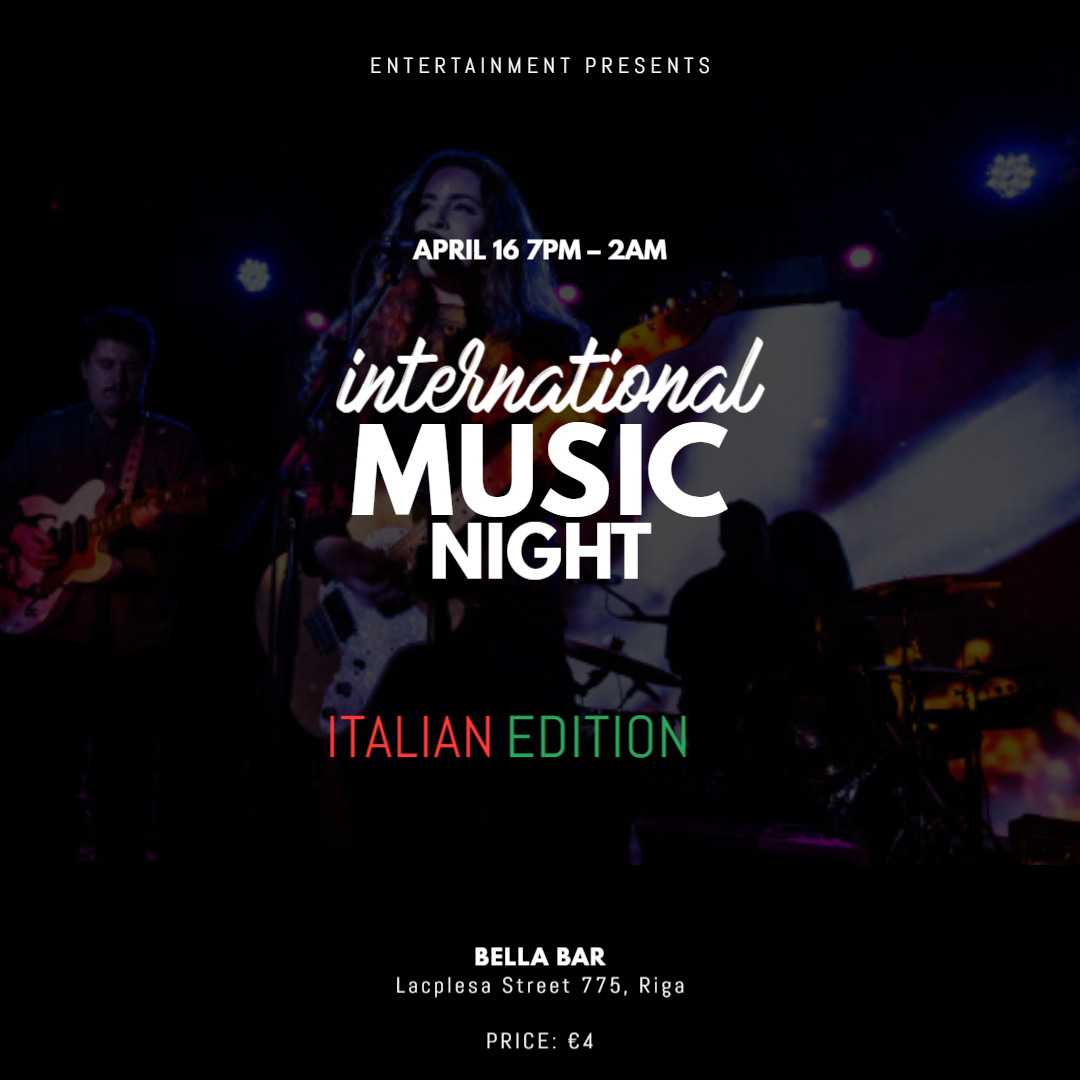 ENTERTAINMENT PRESENTS
APRIL 16 7PM – 2AM
international
MUSIC
NIGHT
ITALIAN EDITION
BELLA BAR
Lacplesa Street 775, Riga
PRICE: €4